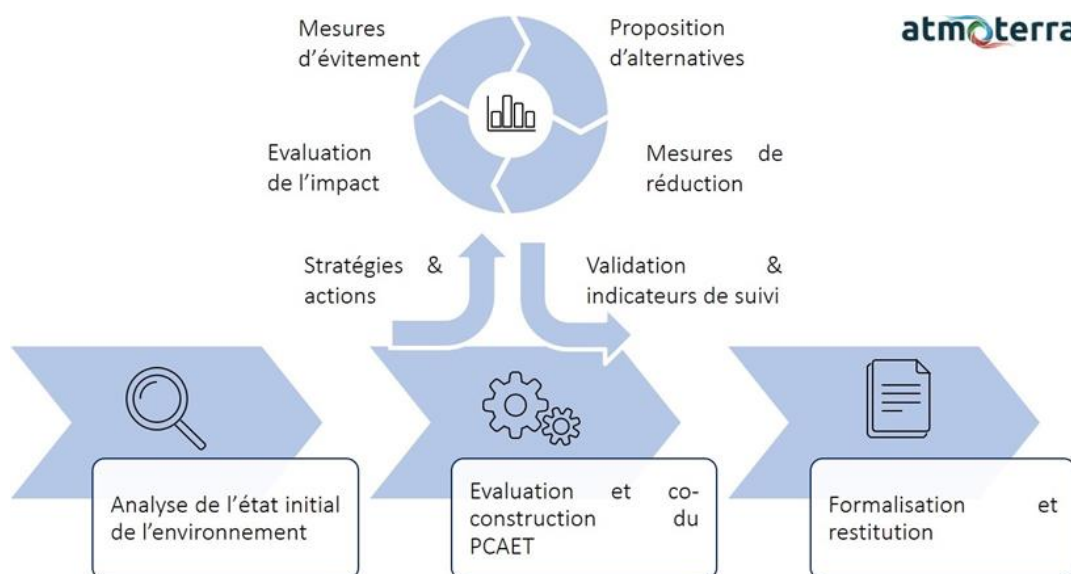 Mesures
d'évitement
Proposition
d'alternatives
atmoterra
Evaluation
de l'impact
Mesures de
réduction
Stratégies &
actions
Validation &
indicateurs de suivi
Analyse de l'état initial
de l'environnement
Evaluation et co-
construction du
PCAET
Formalisation et
restitution